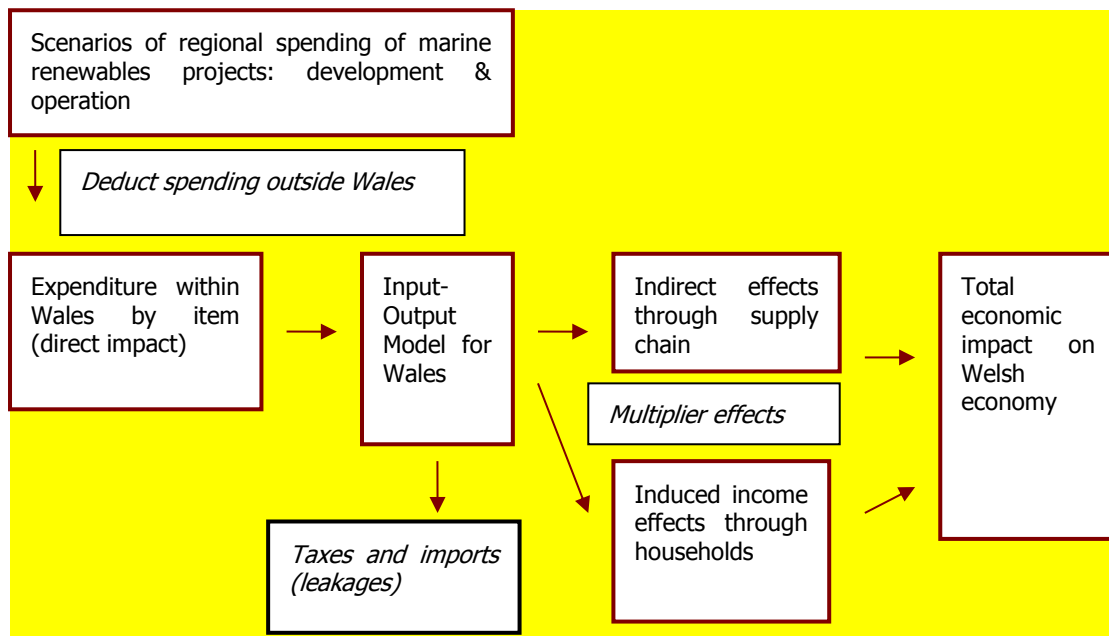 Scenarios of regional spending of marine
renewables projects: development &
operation
Deduct spending outside Wales
Expenditure within
Wales by item
(direct impact)
Input-
Output
Model for
Wales
Indirect effects
through supply
chain
Multiplier effects
Induced income
effects through
households
Total
economic
impact on
Welsh
economy
Taxes and imports
(leakages)